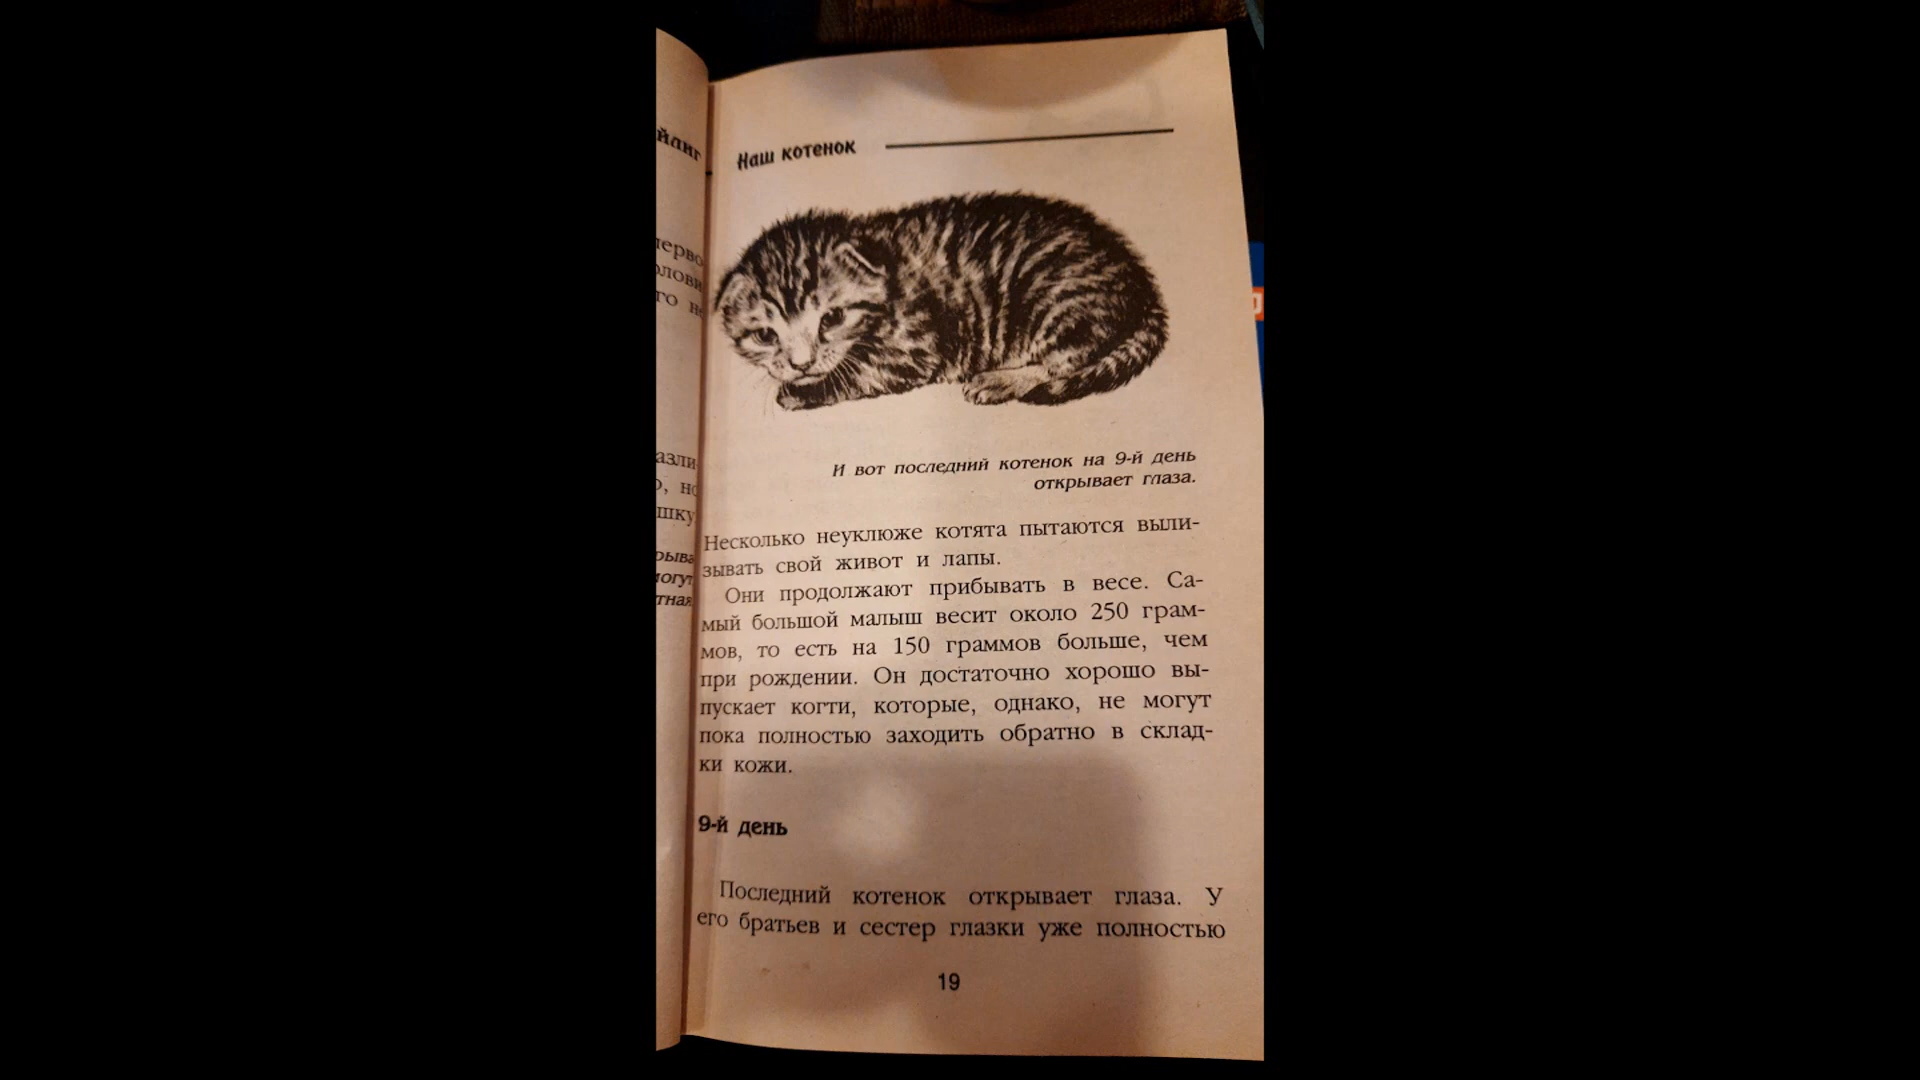 Наш котенок
И вот последний котенок на 9-й день
открывает глаза.
Несколько неуклюже котята пытаются выли-
зывать свой живот и лапы.
Они продолжают прибывать в весе. Са-
мый большой малыш весит около 250 грам-
мов, то есть на 150 граммов больше, чем
при рождении. Он достаточно хорошо вы-
пускает когти, которые, однако, не могут
пока полностью заходить обратно в склад-
ки кожи.
9-й день
Последний котенок открывает глаза. У
его братьев и сестер глазки уже полностью
19